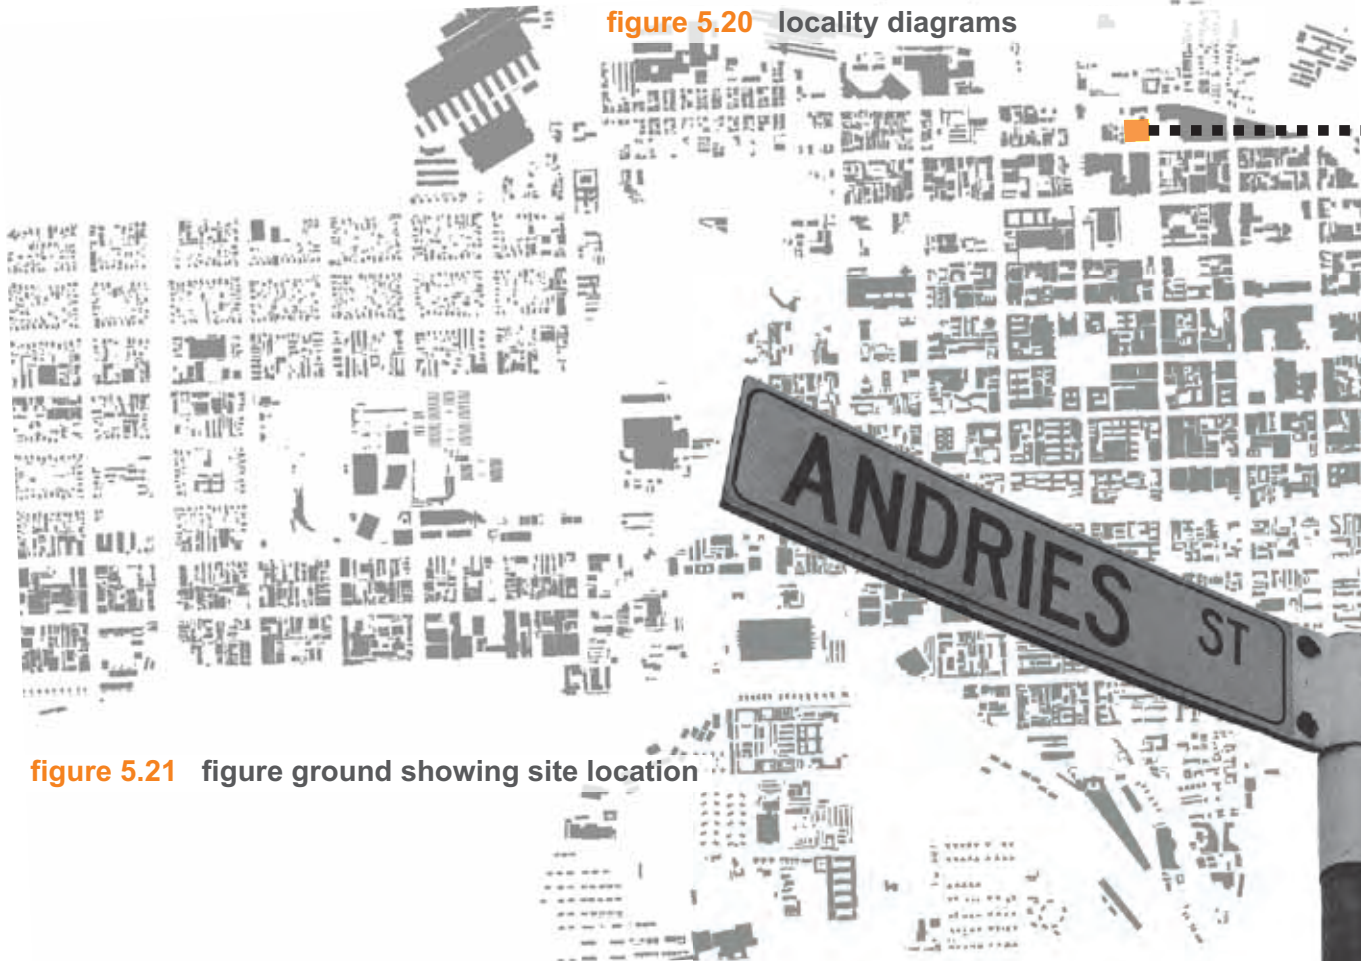 figure 5.20 locality diagrams
ANDRIES ST
figure 5.21 figure ground showing site location